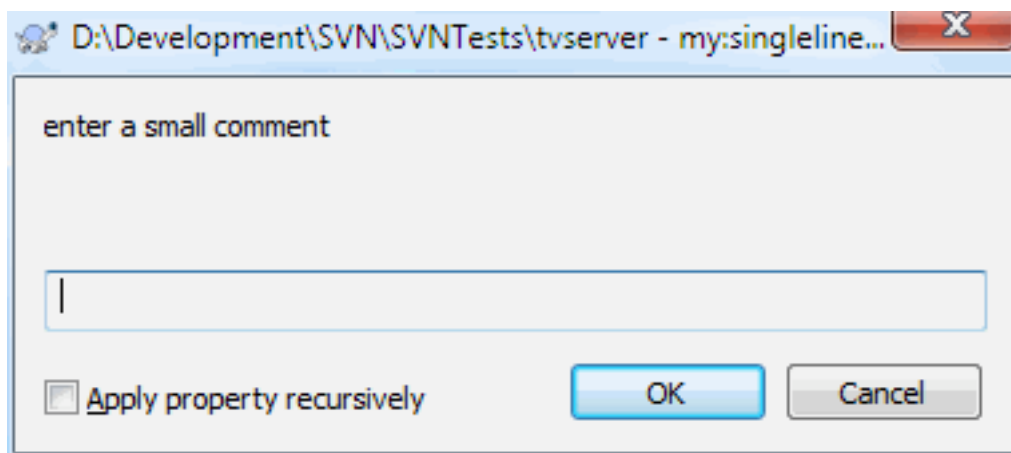 D:\Development\SVN\SVNTests\tvserver - my:singleline...
enter a small comment
Apply property recursively
OK
Cancel